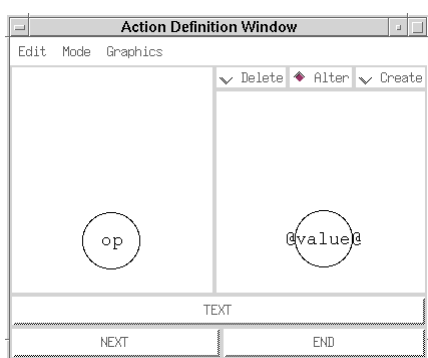 Action Definition Window
Edit Mode Graphics
Delete Alter Create
op @value@
TEXT
NEXT END